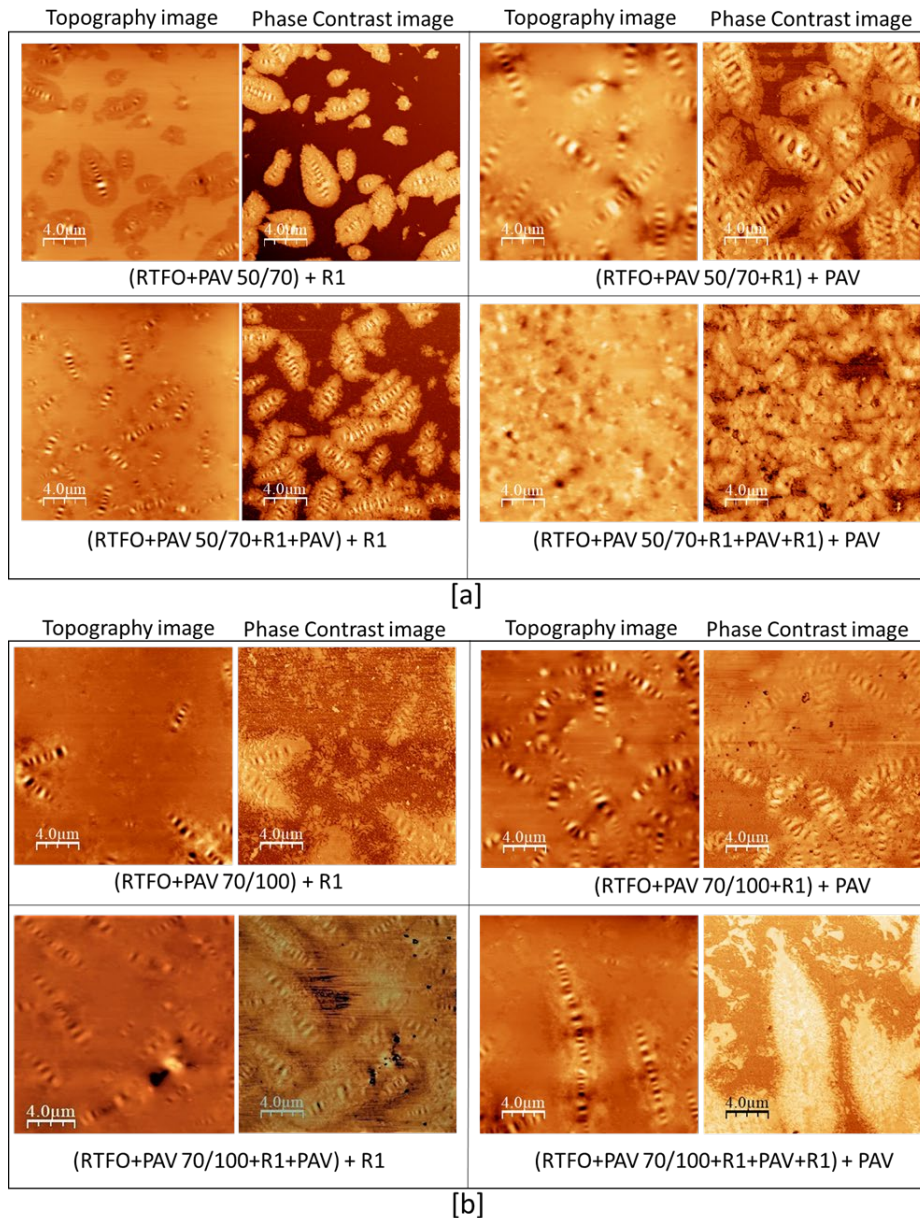 Topography image Phase Contrast image Topography image Phase Contrast image
4.0μm 4.0μm 4.0μm 4.0μm
(RTFO+PAV 50/70) + R1 (RTFO+PAV 50/70+R1) + PAV
4.0μm 4.0μm 4.0μm 4.0μm
(RTFO+PAV 50/70+R1+PAV) + R1 (RTFO+PAV 50/70+R1+PAV+R1) + PAV
[a]
Topography image Phase Contrast image Topography image Phase Contrast image
4.0μm 4.0μm 4.0μm 4.0μm
(RTFO+PAV 70/100) + R1 (RTFO+PAV 70/100+R1) + PAV
4.0μm 4.0μm 4.0μm 4.0μm
(RTFO+PAV 70/100+R1+PAV) + R1 (RTFO+PAV 70/100+R1+PAV+R1) + PAV
[b]